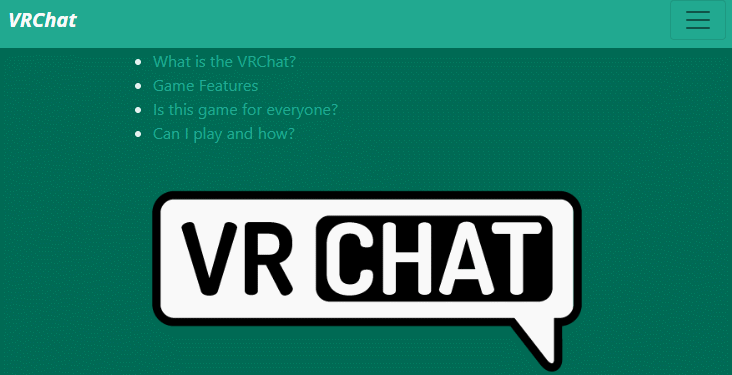 VRChat
What is the VRChat?
Game Features
Is this game for everyone?
Can I play and how?
VR CHAT